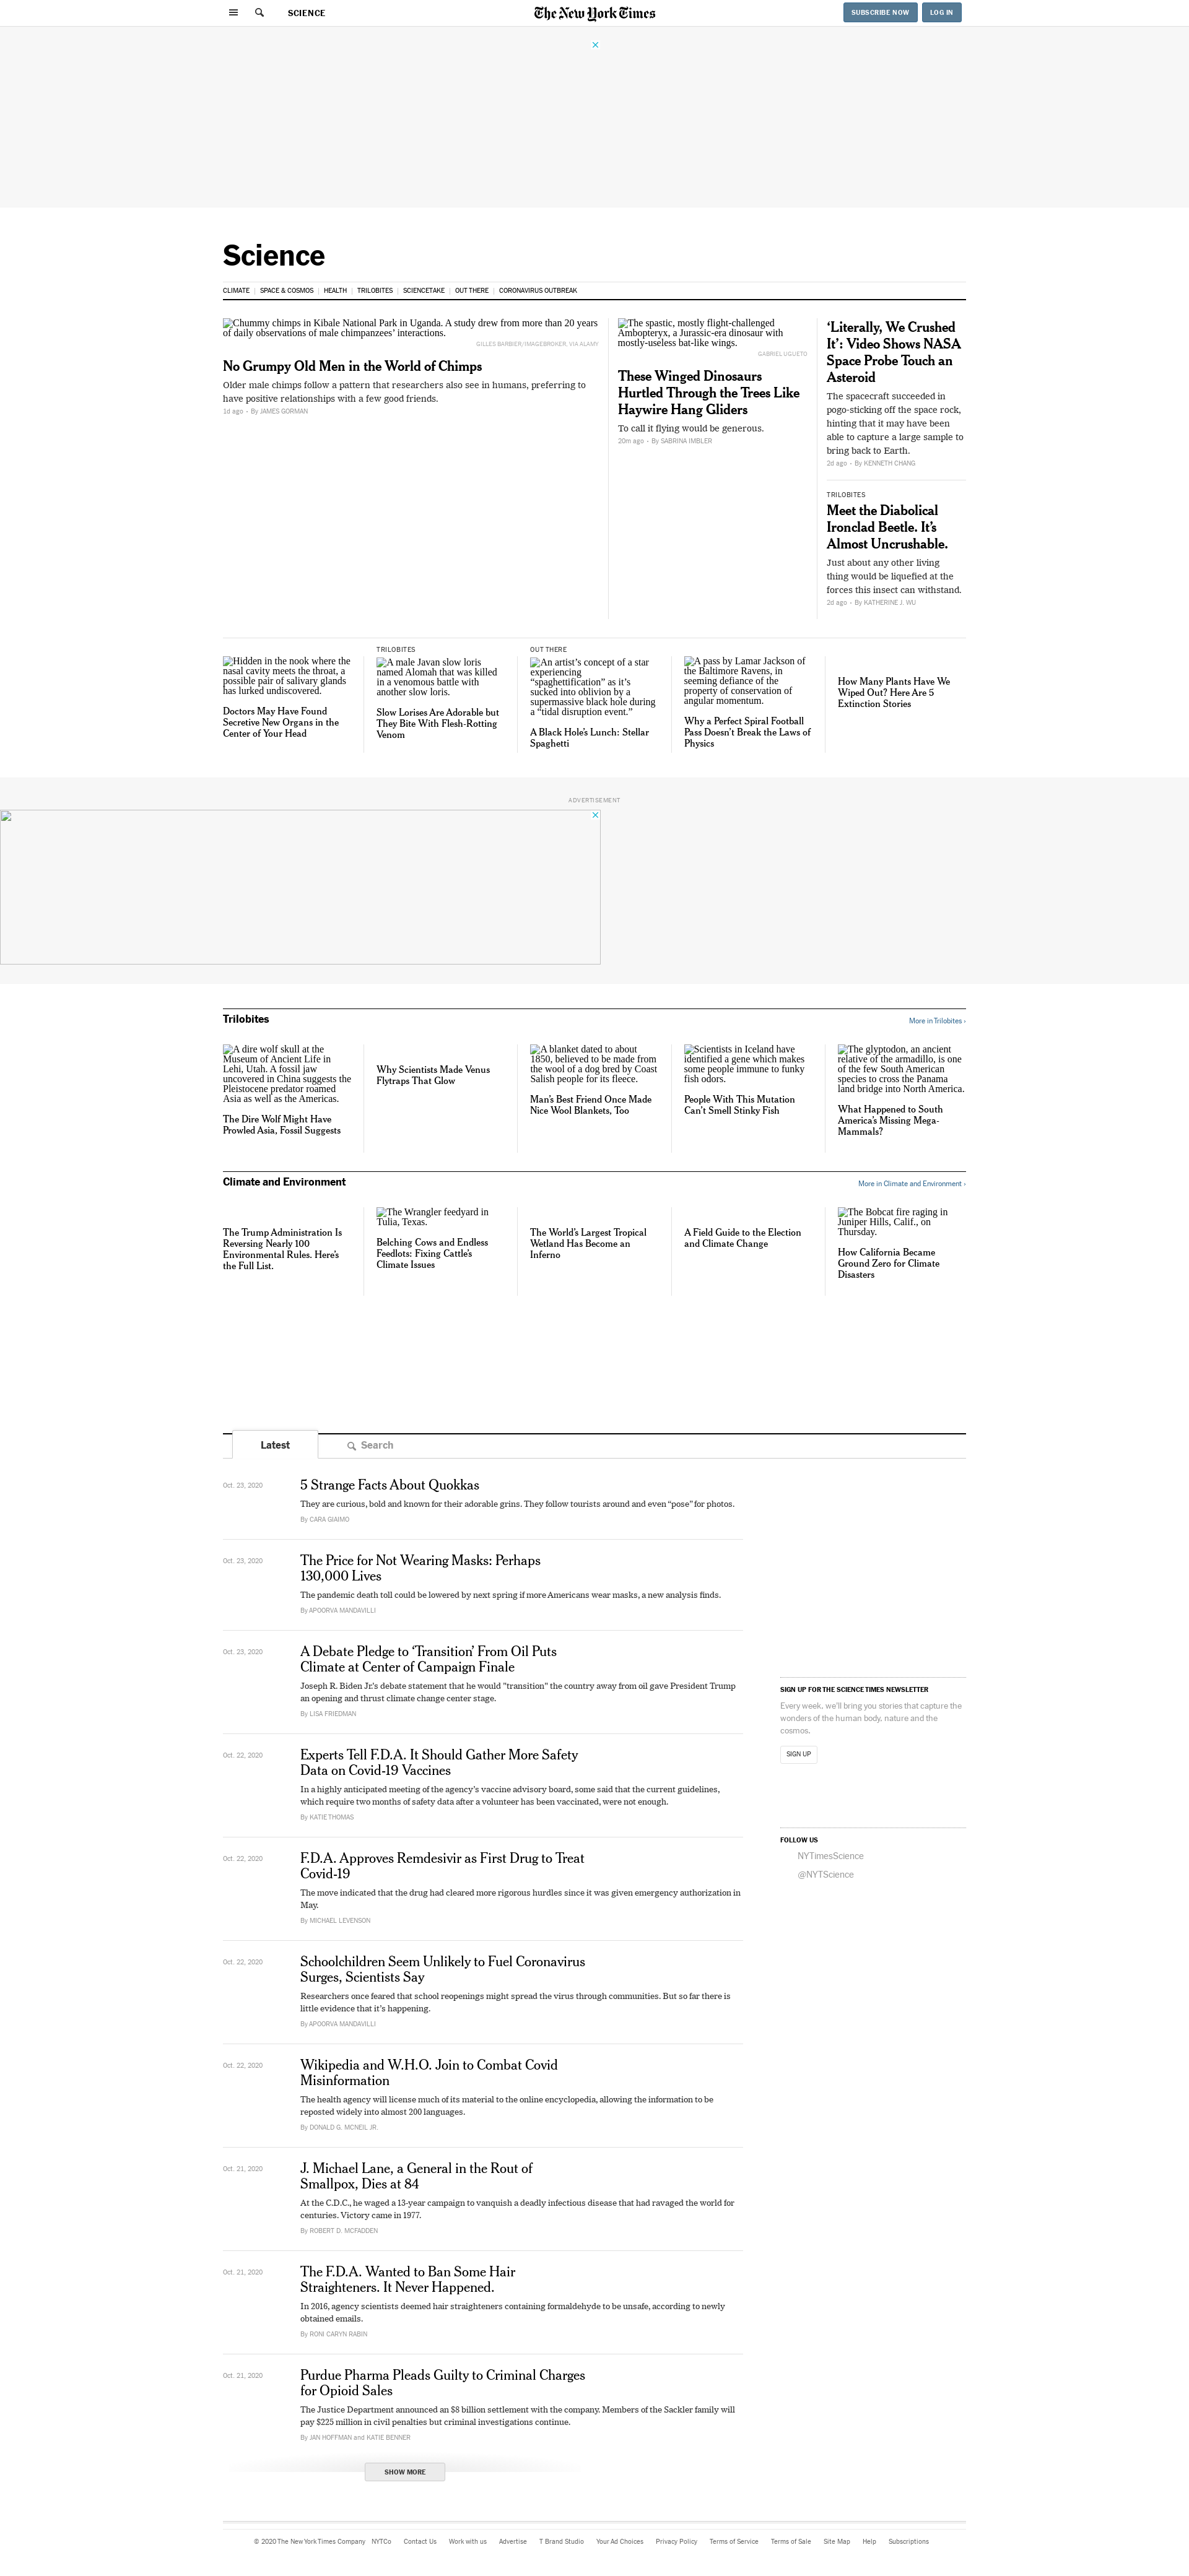 SCIENCE
The New York Times
SUBSCRIBE NOW
LOG IN
Science
CLIMATE
SPACE & COSMOS
HEALTH
TRILOBITES
SCIENCETAKE
OUT THERE
CORONAVIRUS OUTBREAK
Chummy chimps in Kibale National Park in Uganda. A study drew from more than 20 years
of daily observations of male chimpanzees’ interactions.
GILLES BARBIER/IMAGEBROKER, VIA ALAMY
No Grumpy Old Men in the World of Chimps
Older male chimps follow a pattern that researchers also see in humans, preferring to
have positive relationships with a few good friends.
1d ago • By JAMES GORMAN
The spastic, mostly flight-challenged
Ambopteryx, a Jurassic-era dinosaur with
mostly-useless bat-like wings.
GABRIEL UGUETO
These Winged Dinosaurs
Hurtled Through the Trees Like
Haywire Hang Gliders
To call it flying would be generous.
20m ago • By SABRINA IMBLER
‘Literally, We Crushed
It’: Video Shows NASA
Space Probe Touch an
Asteroid
The spacecraft succeeded in
pogo-sticking off the space rock,
hinting that it may have been
able to capture a large sample to
bring back to Earth.
2d ago • By KENNETH CHANG
TRILOBITES
Meet the Diabolical
Ironclad Beetle. It’s
Almost Uncrushable.
Just about any other living
thing would be liquefied at the
forces this insect can withstand.
2d ago • By KATHERINE J. WU
Hidden in the nook where the
nasal cavity meets the throat, a
possible pair of salivary glands
has lurked undiscovered.
Doctors May Have Found
Secretive New Organs in the
Center of Your Head
TRILOBITES
A male Javan slow loris
named Alomah that was killed
in a venomous battle with
another slow loris.
Slow Lorises Are Adorable but
They Bite With Flesh-Rotting
Venom
OUT THERE
An artist’s concept of a star
experiencing
“spaghettification” as it’s
sucked into oblivion by a
supermassive black hole during
a “tidal disruption event.”
A Black Hole’s Lunch: Stellar
Spaghetti
A pass by Lamar Jackson of
the Baltimore Ravens, in
seeming defiance of the
property of conservation of
angular momentum.
Why a Perfect Spiral Football
Pass Doesn’t Break the Laws of
Physics
How Many Plants Have We
Wiped Out? Here Are 5
Extinction Stories
ADVERTISEMENT
Trilobites
More in Trilobites ›
A dire wolf skull at the
Museum of Ancient Life in
Lehi, Utah. A fossil jaw
uncovered in China suggests the
Pleistocene predator roamed
Asia as well as the Americas.
The Dire Wolf Might Have
Prowled Asia, Fossil Suggests
Why Scientists Made Venus
Flytraps That Glow
A blanket dated to about
1850, believed to be made from
the wool of a dog bred by Coast
Salish people for its fleece.
Man’s Best Friend Once Made
Nice Wool Blankets, Too
Scientists in Iceland have
identified a gene which makes
some people immune to funky
fish odors.
People With This Mutation
Can’t Smell Stinky Fish
The glyptodon, an ancient
relative of the armadillo, is one
of the few South American
species to cross the Panama
land bridge into North America.
What Happened to South
America’s Missing Mega-
Mammals?
Climate and Environment
More in Climate and Environment ›
The Trump Administration Is
Reversing Nearly 100
Environmental Rules. Here’s
the Full List.
The Wrangler feedyard in
Tulia, Texas.
Belching Cows and Endless
Feedlots: Fixing Cattle’s
Climate Issues
The World’s Largest Tropical
Wetland Has Become an
Inferno
A Field Guide to the Election
and Climate Change
The Bobcat fire raging in
Juniper Hills, Calif., on
Thursday.
How California Became
Ground Zero for Climate
Disasters
Latest
Search
Oct. 23, 2020
5 Strange Facts About Quokkas
They are curious, bold and known for their adorable grins. They follow tourists around and even “pose” for photos.
By CARA GIAIMO
Oct. 23, 2020
The Price for Not Wearing Masks: Perhaps
130,000 Lives
The pandemic death toll could be lowered by next spring if more Americans wear masks, a new analysis finds.
By APOORVA MANDAVILLI
Oct. 23, 2020
A Debate Pledge to ‘Transition’ From Oil Puts
Climate at Center of Campaign Finale
Joseph R. Biden Jr.'s debate statement that he would "transition" the country away from oil gave President Trump
an opening and thrust climate change center stage.
By LISA FRIEDMAN
Oct. 22, 2020
Experts Tell F.D.A. It Should Gather More Safety
Data on Covid-19 Vaccines
In a highly anticipated meeting of the agency’s vaccine advisory board, some said that the current guidelines,
which require two months of safety data after a volunteer has been vaccinated, were not enough.
By KATIE THOMAS
Oct. 22, 2020
F.D.A. Approves Remdesivir as First Drug to Treat
Covid-19
The move indicated that the drug had cleared more rigorous hurdles since it was given emergency authorization in
May.
By MICHAEL LEVENSON
Oct. 22, 2020
Schoolchildren Seem Unlikely to Fuel Coronavirus
Surges, Scientists Say
Researchers once feared that school reopenings might spread the virus through communities. But so far there is
little evidence that it’s happening.
By APOORVA MANDAVILLI
Oct. 22, 2020
Wikipedia and W.H.O. Join to Combat Covid
Misinformation
The health agency will license much of its material to the online encyclopedia, allowing the information to be
reposted widely into almost 200 languages.
By DONALD G. MCNEIL JR.
Oct. 21, 2020
J. Michael Lane, a General in the Rout of
Smallpox, Dies at 84
At the C.D.C., he waged a 13-year campaign to vanquish a deadly infectious disease that had ravaged the world for
centuries. Victory came in 1977.
By ROBERT D. MCFADDEN
Oct. 21, 2020
The F.D.A. Wanted to Ban Some Hair
Straighteners. It Never Happened.
In 2016, agency scientists deemed hair straighteners containing formaldehyde to be unsafe, according to newly
obtained emails.
By RONI CARYN RABIN
Oct. 21, 2020
Purdue Pharma Pleads Guilty to Criminal Charges
for Opioid Sales
The Justice Department announced an $8 billion settlement with the company. Members of the Sackler family will
pay $225 million in civil penalties but criminal investigations continue.
By JAN HOFFMAN and KATIE BENNER
SHOW MORE
SIGN UP FOR THE SCIENCE TIMES NEWSLETTER
Every week, we'll bring you stories that capture the
wonders of the human body, nature and the
cosmos.
SIGN UP
FOLLOW US
NYTimesScience
@NYTScience
© 2020 The New York Times Company
NYTCo
Contact Us
Work with us
Advertise
T Brand Studio
Your Ad Choices
Privacy Policy
Terms of Service
Terms of Sale
Site Map
Help
Subscriptions